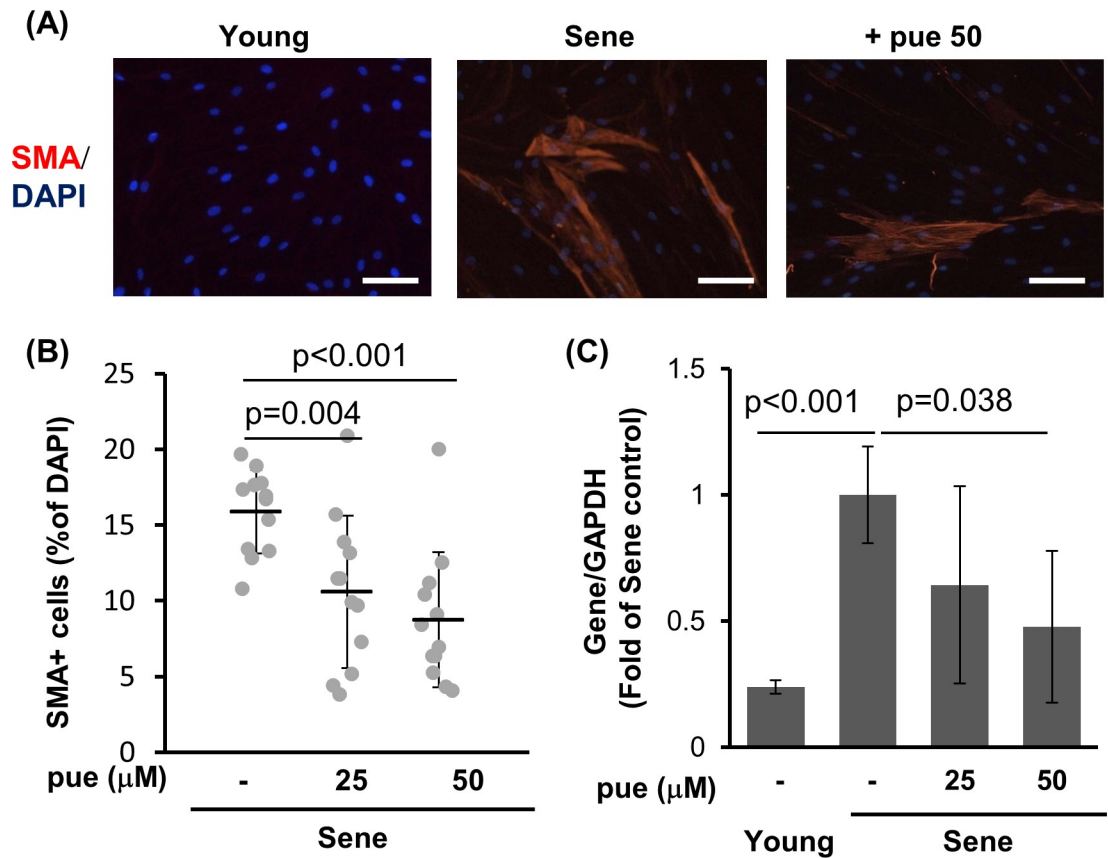 (A)
Young
Sene
+ pue 50
SMA/
DAPI
(B)
SMA+ cells (%of DAPI)
25
20
15
10
5
0
p<0.001
p=0.004
pue (μM)
-
25
50
Sene
(C)
Gene/GAPDH
(Fold of Sene control)
1.5
1
0.5
0
p<0.001
p=0.038
pue (μM)
-
-
25
50
Young
Sene